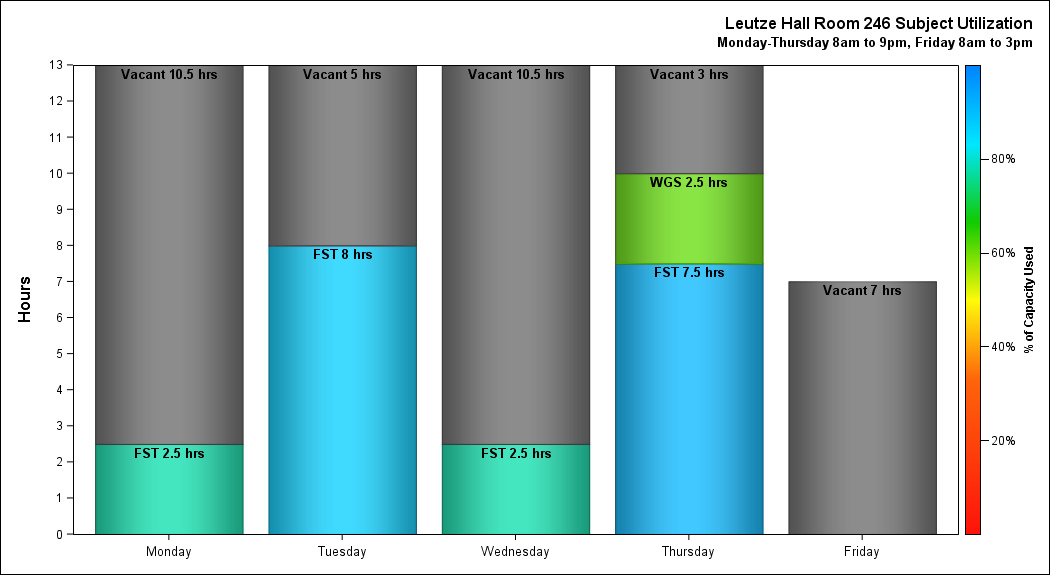 Leutze Hall Room 246 Subject Utilization
Monday-Thursday 8am to 9pm, Friday 8am to 3pm
Hours
13
12
11
10
9
8
7
6
5
4
3
2
1
0
Vacant 10.5 hrs
FST 2.5 hrs
Vacant 5 hrs
FST 8 hrs
Vacant 10.5 hrs
FST 2.5 hrs
Vacant 3 hrs
WGS 2.5 hrs
FST 7.5 hrs
Vacant 7 hrs
Monday
Tuesday
Wednesday
Thursday
Friday
80%
60%
40%
20%
% of Capacity Used